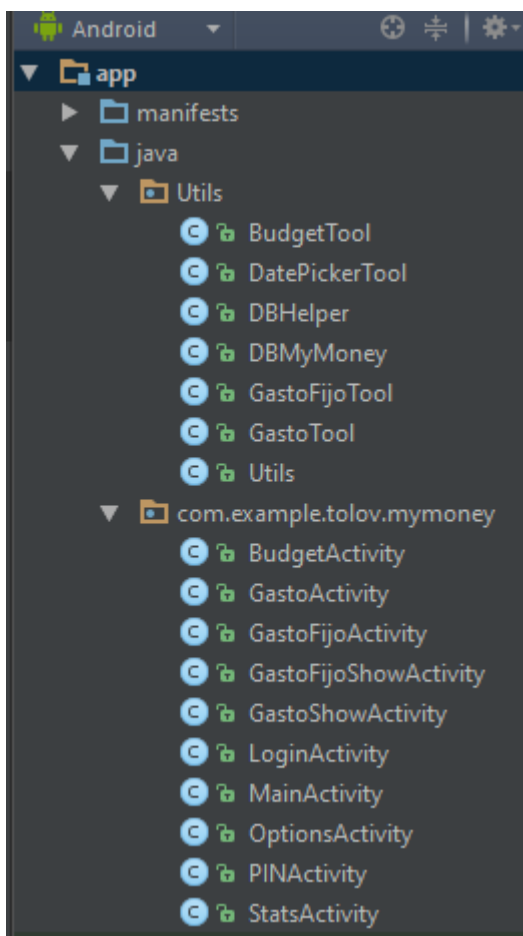 Android
app
manifests
java
Utils
BudgetTool
DatePickerTool
DBHelper
DBMyMoney
GastoFijoTool
GastoTool
Utils
com.example.tolov.mymoney
BudgetActivity
GastoActivity
GastoFijoActivity
GastoFijoShowActivity
GastoShowActivity
LoginActivity
MainActivity
OptionsActivity
PINActivity
StatsActivity